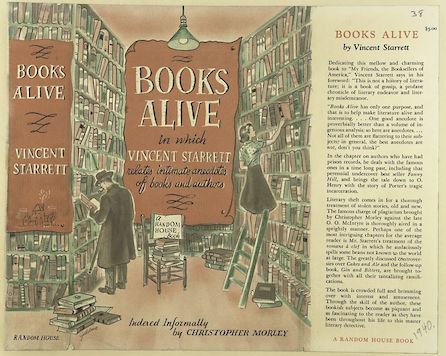 BOOKS
ALIVE
VINCENT
STARRETT
RANDOM HOUSE
BOOKS
ALIVE
in which
VINCENT STARRETT
relates intimate anecdotes
of books and authors
A
RANDOM
HOUSE
BOOK
Indexed Informally
by CHRISTOPHER MORLEY
38
$5.00
BOOKS ALIVE
by Vincent Starrett
Dedicating this mellow and charming
book to "My Friends, the Booksellers of
America," Vincent Starrett says in his
foreword: "This is not a history of litera-
ture; it is a book of gossip, a profane
chronicle of literary endeavor and liter-
ary misdemeanor.
"Books Alive has only one purpose, and
that is to help make literature alive and
interesting. . . . One good anecdote is
proverbially better than a volume of in-
genious analysis; so here are anecdotes. . . .
Not all of them are flattering to their sub-
jects; in general, the best anecdotes are
not, don't you think?"
In the chapter on authors who have had
prison records, he deals with the famous
ones in a time long past, including that
perennial undercover best seller Fanny
Hill, and brings the tale down to O.
Henry with the story of Porter's tragic
incarceration.
Literary theft comes in for a thorough
treatment of stolen stories, old and new.
The famous charge of plagiarism brought
by Christopher Morley against the late
O. O. McIntyre is thoroughly aired in a
sprightly manner. Perhaps one of the
most intriguing chapters for the average
reader is Mr. Starrett's treatment of the
romans à clef in which he audaciously
spills some beans not known to the world
at large. The greatly discussed controver-
sies over Cakes and Ale and the follow-up
book, Gin and Bitters, are brought to-
gether with all their tantalizing ramifi-
cations.
The book is crowded full and brimming
over with interest and amusement.
Through the skill of the author, these
bookish subjects become as piquant and
as fascinating to the reader as they have
been throughout his life to this master
literary detective.
1940.
A RANDOM HOUSE BOOK